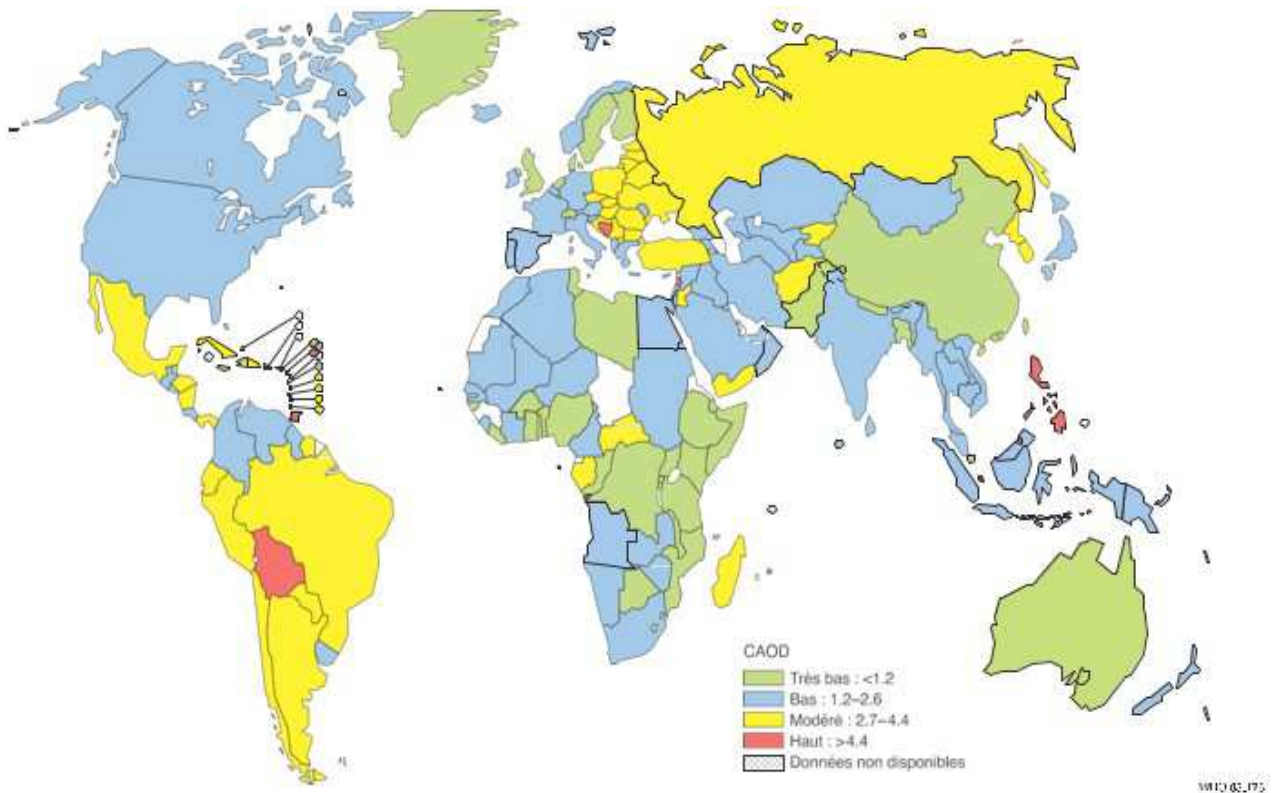 CAOD
Très bas : <1.2
Bas : 1.2–2.6
Modéré : 2.7–4.4
Haut : >4.4
Données non disponibles